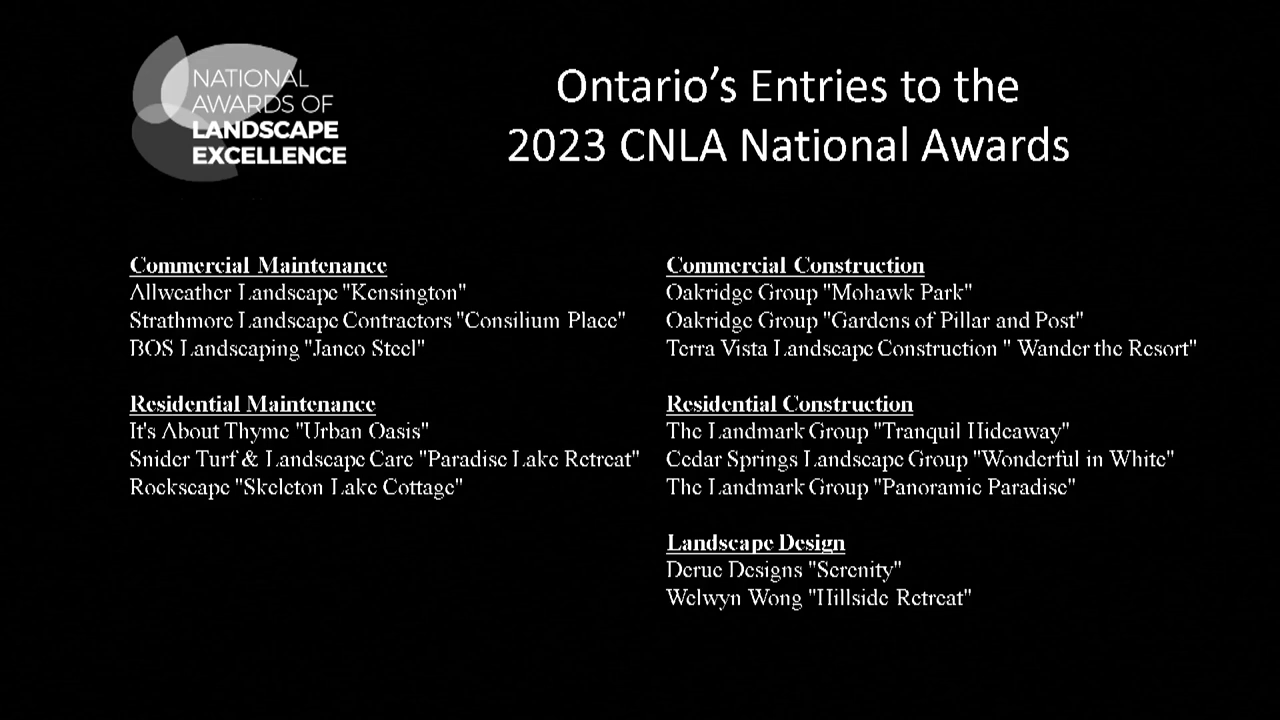 NATIONAL
AWARDS OF
LANDSCAPE
EXCELLENCE
Ontario’s Entries to the
2023 CNLA National Awards
Commercial Maintenance
Allweather Landscape "Kensington"
Strathmore Landscape Contractors "Consilium Place"
BOS Landscaping "Janco Steel"
Residential Maintenance
It's About Thyme "Urban Oasis"
Snider Turf & Landscape Care "Paradise Lake Retreat"
Rockscape "Skeleton Lake Cottage"
Commercial Construction
Oakridge Group "Mohawk Park"
Oakridge Group "Gardens of Pillar and Post"
Terra Vista Landscape Construction " Wander the Resort"
Residential Construction
The Landmark Group "Tranquil Hideaway"
Cedar Springs Landscape Group "Wonderful in White"
The Landmark Group "Panoramic Paradise"
Landscape Design
Derue Designs "Serenity"
Welwyn Wong "Hillside Retreat"